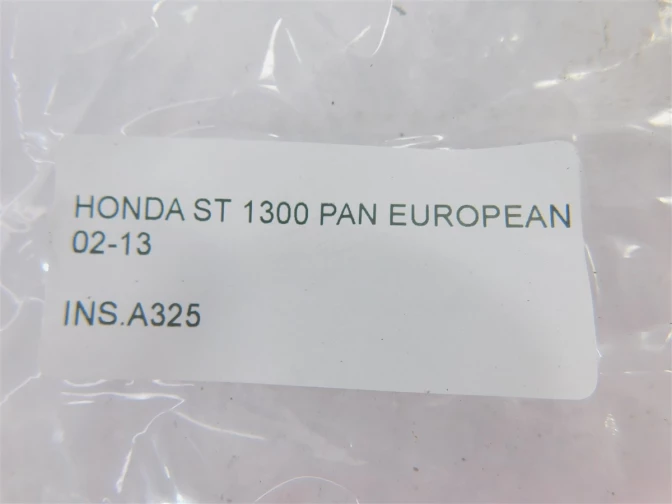 HONDA ST 1300 PAN EUROPEAN
02-13
INS.A325